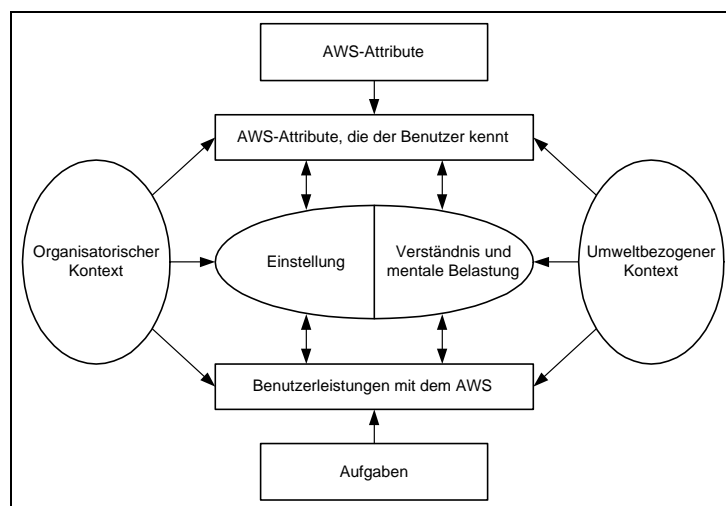 AWS-Attribute
AWS-Attribute, die der Benutzer kennt
Organisatorischer
Kontext
Einstellung
Verständnis und
mentale Belastung
Umweltbezogener
Kontext
Benutzerleistungen mit dem AWS
Aufgaben